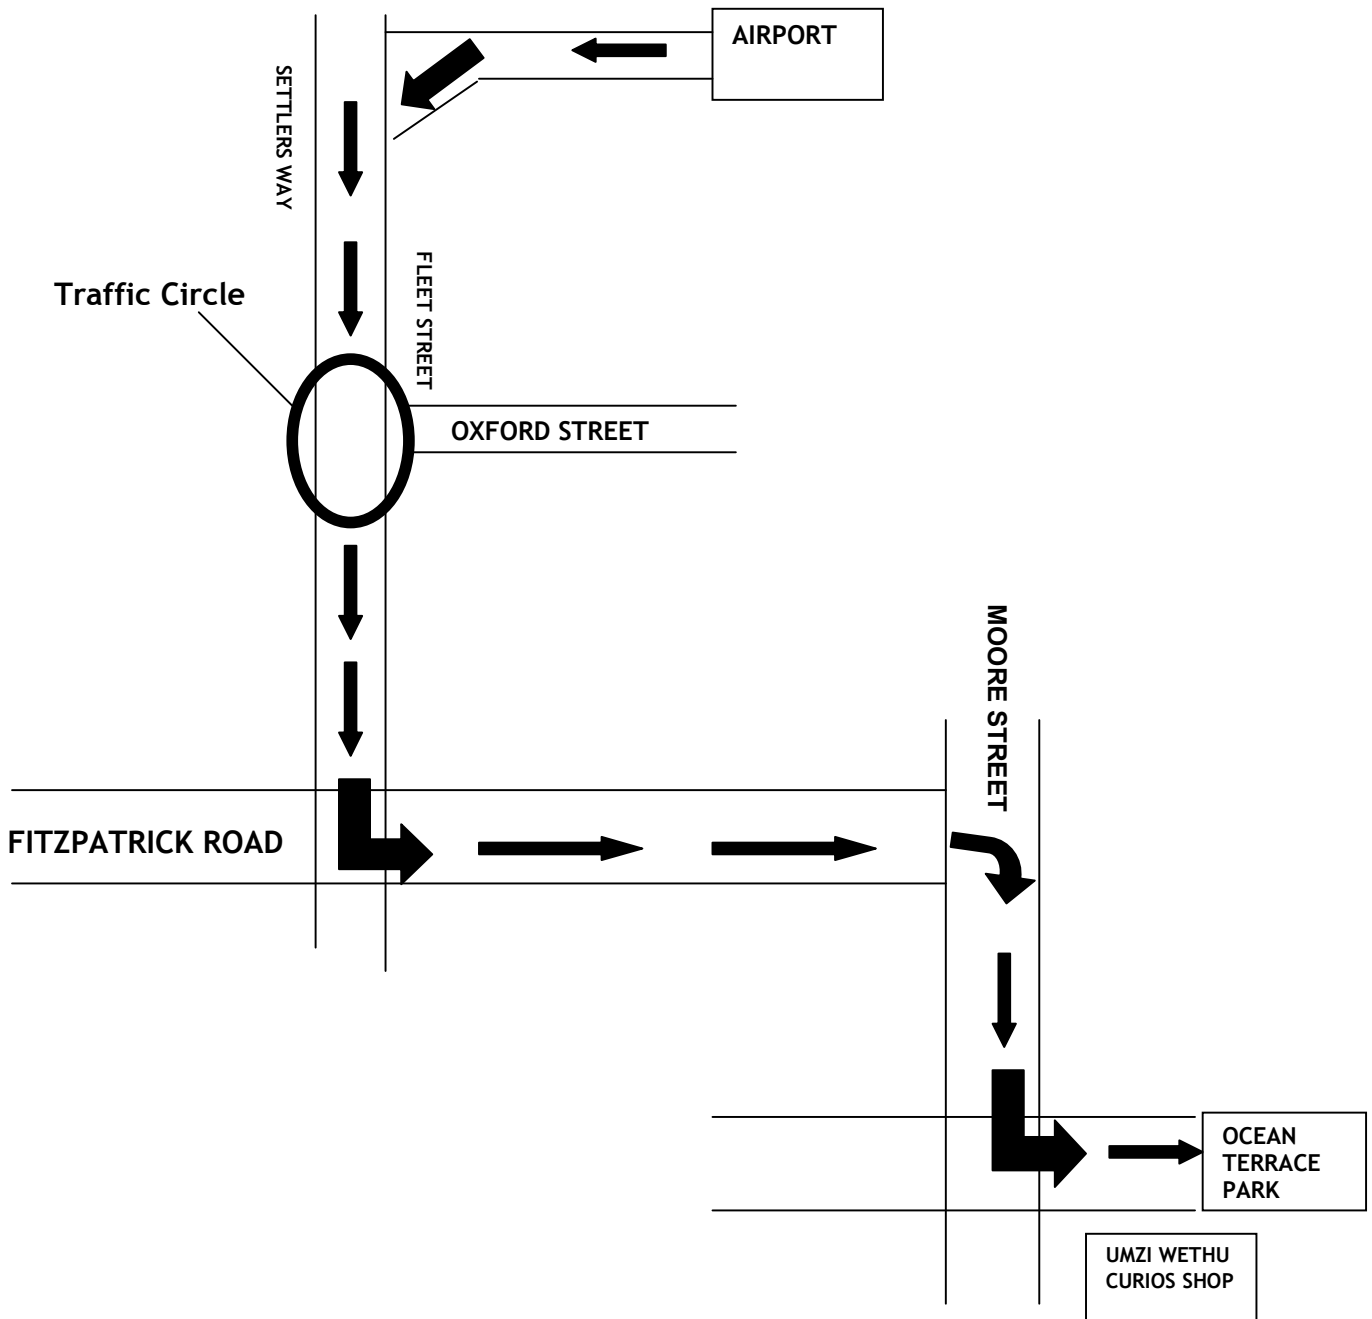 AIRPORT
SETTLERS WAY
FLEET STREET
Traffic Circle
OXFORD STREET
MOORE STREET
FITZPATRICK ROAD
OCEAN
TERRACE
PARK
UMZI WETHU
CURIOS SHOP